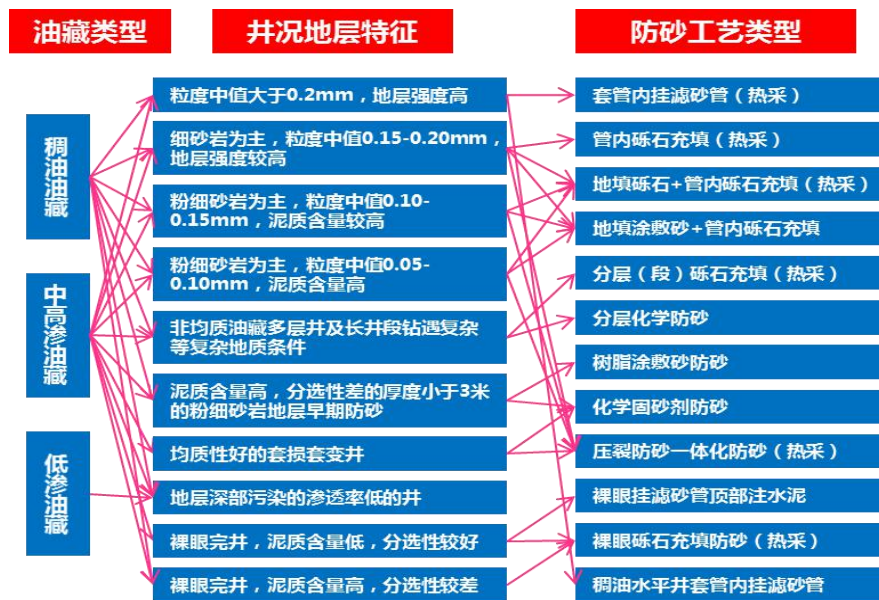 油藏类型
井况地层特征
防砂工艺类型
稠油油藏
中高渗油藏
低渗油藏
粒度中值大于0.2mm，地层强度高
细砂岩为主，粒度中值0.15-0.20mm，
地层强度较高
粉细砂岩为主，粒度中值0.10-
0.15mm，泥质含量较高
粉细砂岩为主，粒度中值0.05-
0.10mm，泥质含量高
非均质油藏多层井及长井段钻遇复杂
等复杂地质条件
泥质含量高，分选性差的厚度小于3米
的粉细砂岩地层早期防砂
均质性好的套损套变井
地层深部污染的渗透率低的井
裸眼完井，泥质含量低，分选性较好
裸眼完井，泥质含量高，分选性较差
套管内挂滤砂管（热采）
管内砾石充填（热采）
地填砾石+管内砾石充填（热采）
地填涂敷砂+管内砾石充填
分层（段）砾石充填（热采）
分层化学防砂
树脂涂敷砂防砂
化学固砂剂防砂
压裂防砂一体化防砂（热采）
裸眼挂滤砂管顶部注水泥
裸眼砾石充填防砂（热采）
稠油水平井套管内挂滤砂管